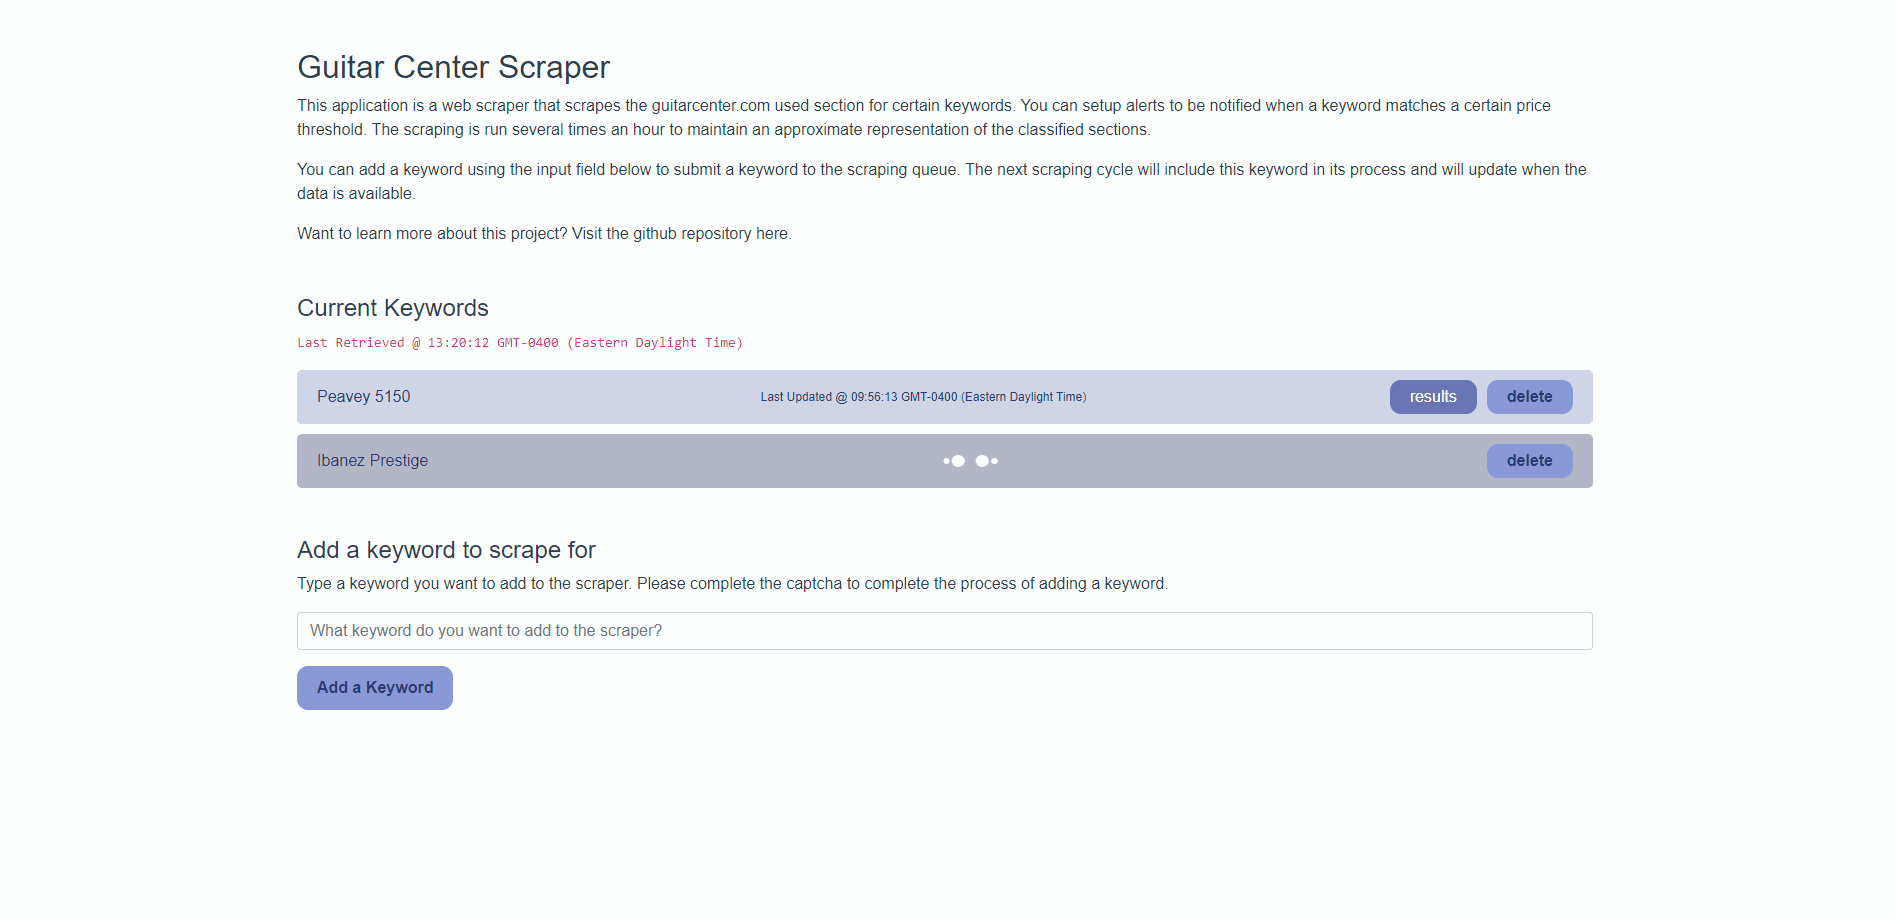 Guitar Center Scraper
This application is a web scraper that scrapes the guitarcenter.com used section for certain keywords. You can setup alerts to be notified when a keyword matches a certain price
threshold. The scraping is run several times an hour to maintain an approximate representation of the classified sections.
You can add a keyword using the input field below to submit a keyword to the scraping queue. The next scraping cycle will include this keyword in its process and will update when the
data is available.
Want to learn more about this project? Visit the github repository here.
Current Keywords
Last Retrieved @ 13:20:12 GMT-0400 (Eastern Daylight Time)
Peavey 5150 Last Updated @ 09:56:13 GMT-0400 (Eastern Daylight Time) results delete
Ibanez Prestige delete
Add a keyword to scrape for
Type a keyword you want to add to the scraper. Please complete the captcha to complete the process of adding a keyword.
What keyword do you want to add to the scraper?
Add a Keyword